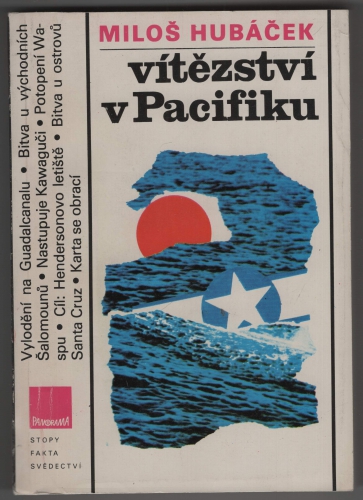 MILOŠ HUBÁČEK
vítězství
v Pacifiku
Vylodění na Guadalcanalu • Bitva u východních
Šalomounů • Nastupuje Kawaguči • Potopení Wa-
spu • Cíl: Hendersonovo letiště • Bitva u ostrovů
Santa Cruz • Karta se obrací
PANORAMA
STOPY
FAKTA
SVĚDECTVÍ